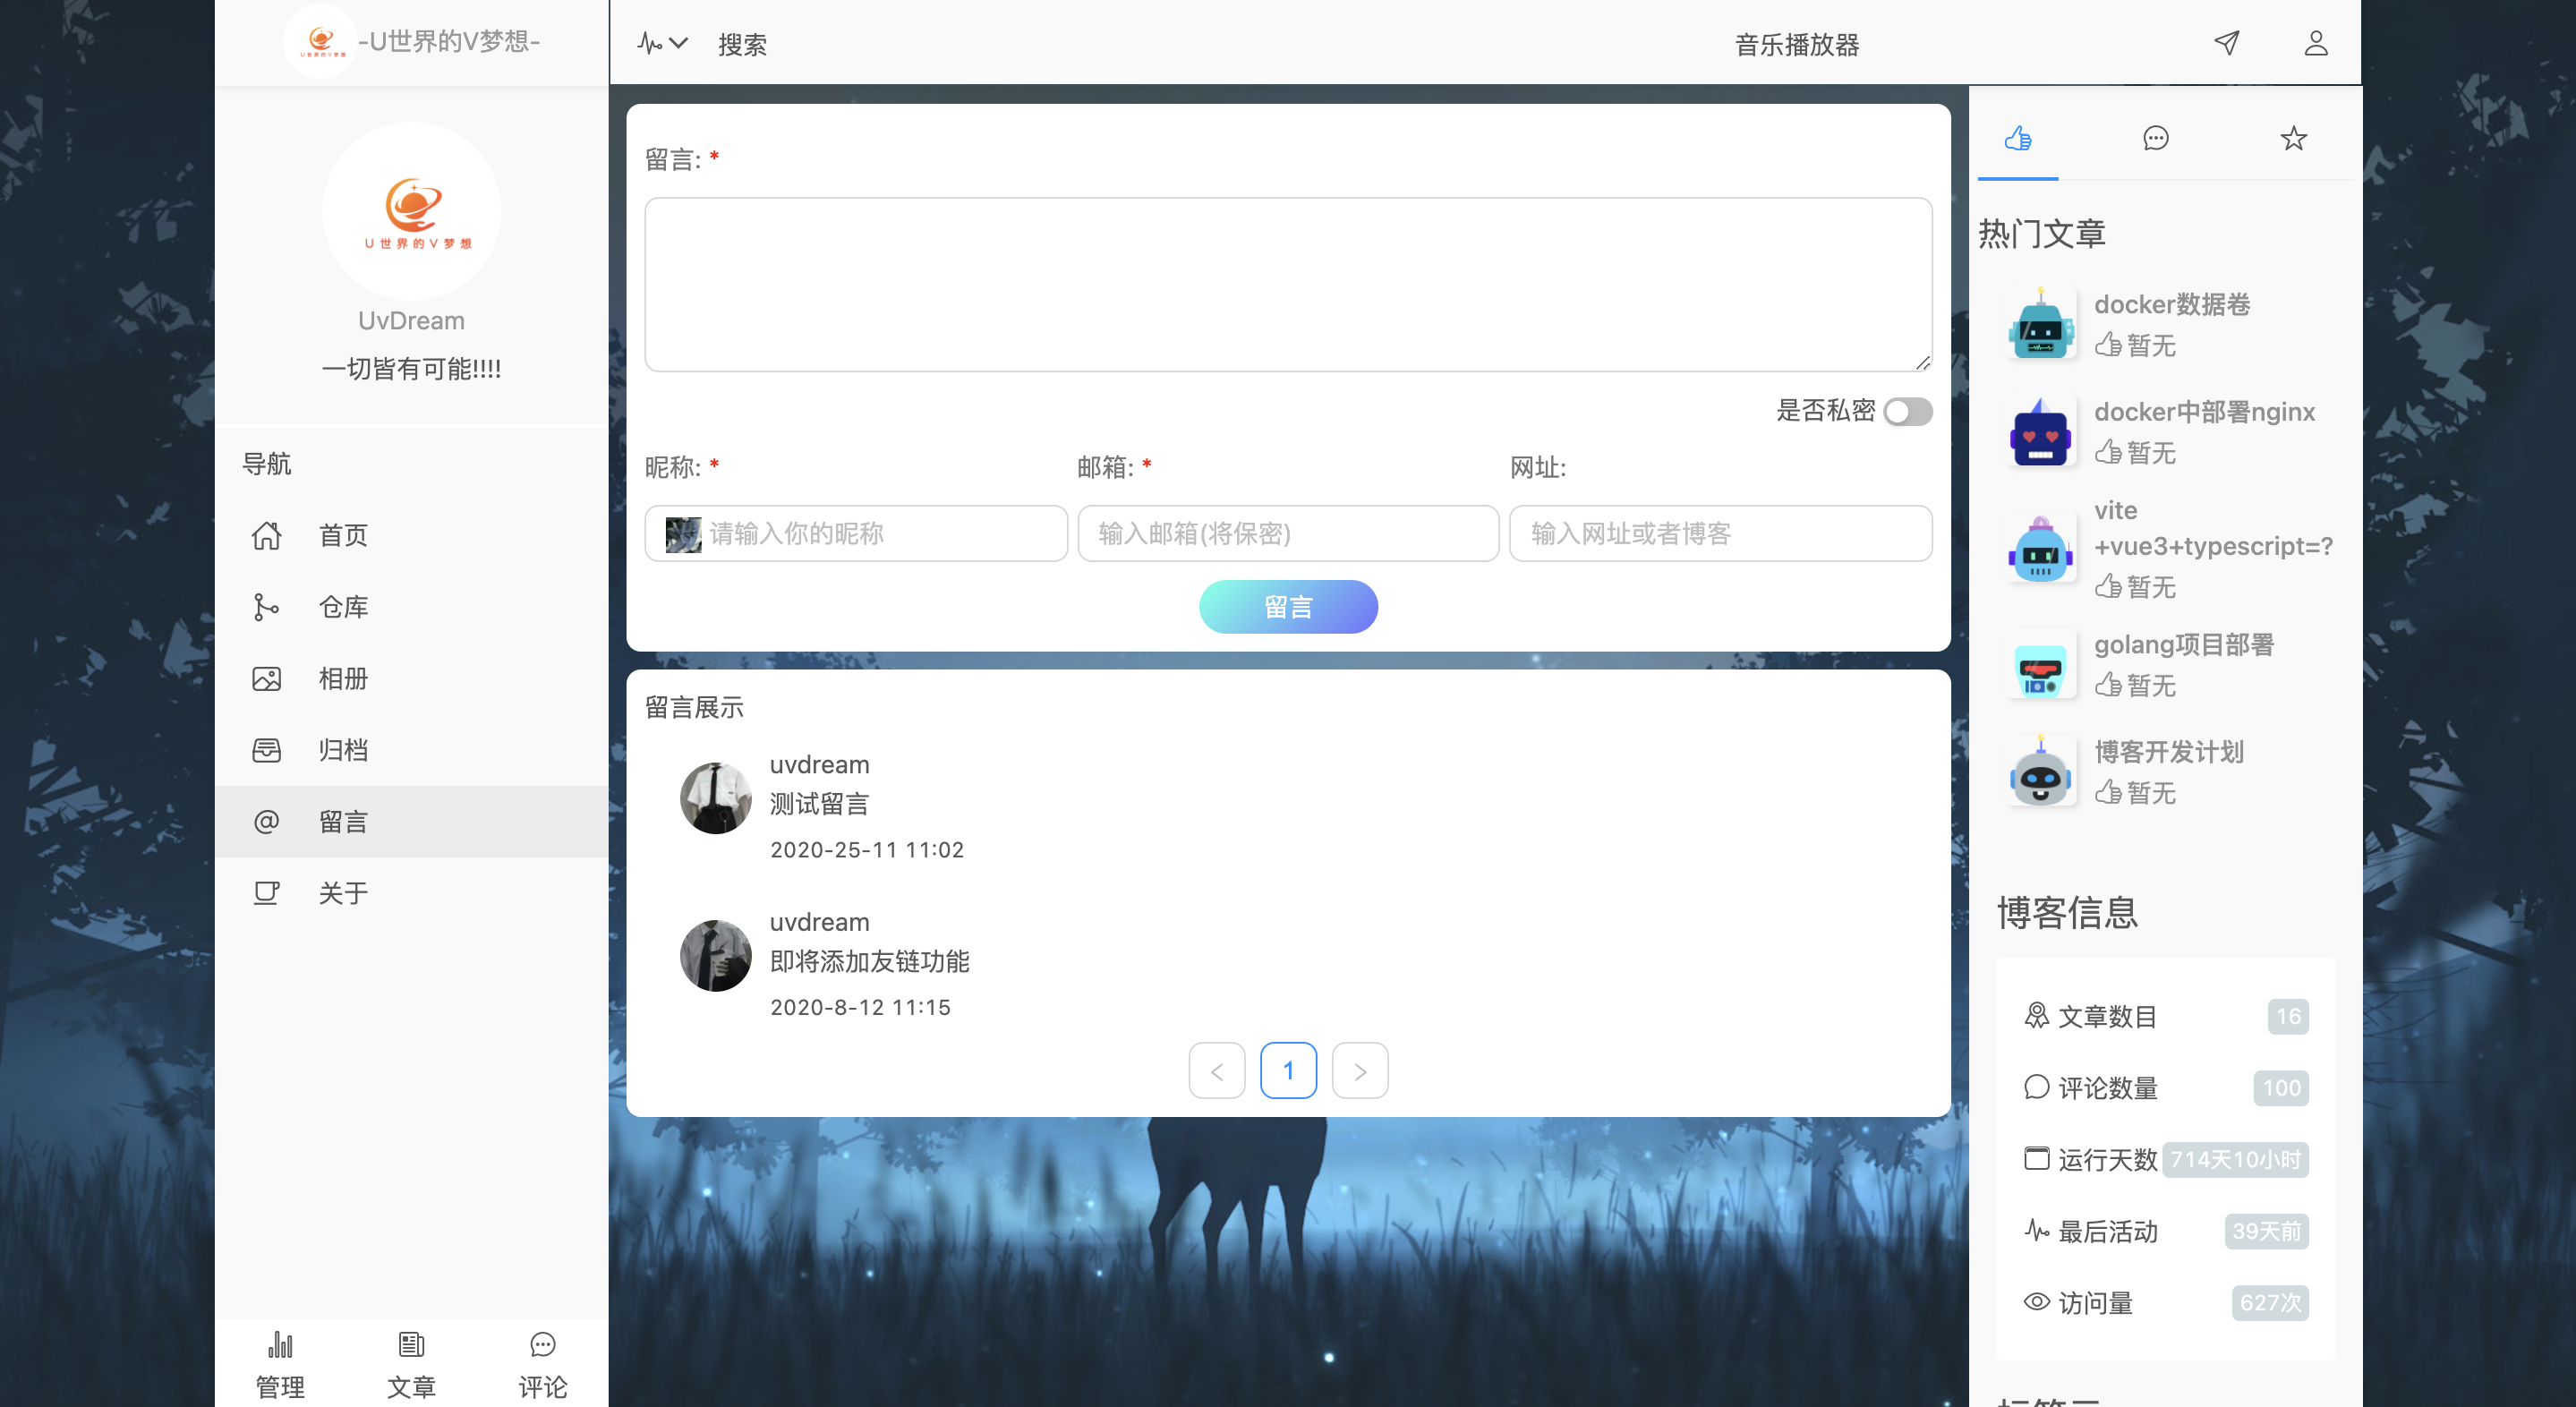 U世界的V梦想
-U世界的V梦想-
搜索
音乐播放器
U世界的V梦想
UvDream
一切皆有可能!!!!
导航
首页
仓库
相册
归档
@ 留言
关于
管理
文章
评论
留言: *
是否私密
昵称: *
邮箱: *
网址:
请输入你的昵称
输入邮箱(将保密)
输入网址或者博客
留言
留言展示
uvdream
测试留言
2020-25-11 11:02
uvdream
即将添加友链功能
2020-8-12 11:15
< 1 >
热门文章
docker数据卷
暂无
docker中部署nginx
暂无
vite
+vue3+typescript=?
暂无
golang项目部署
暂无
博客开发计划
暂无
博客信息
文章数目 16
评论数量 100
运行天数 714天10小时
最后活动 39天前
访问量 627次